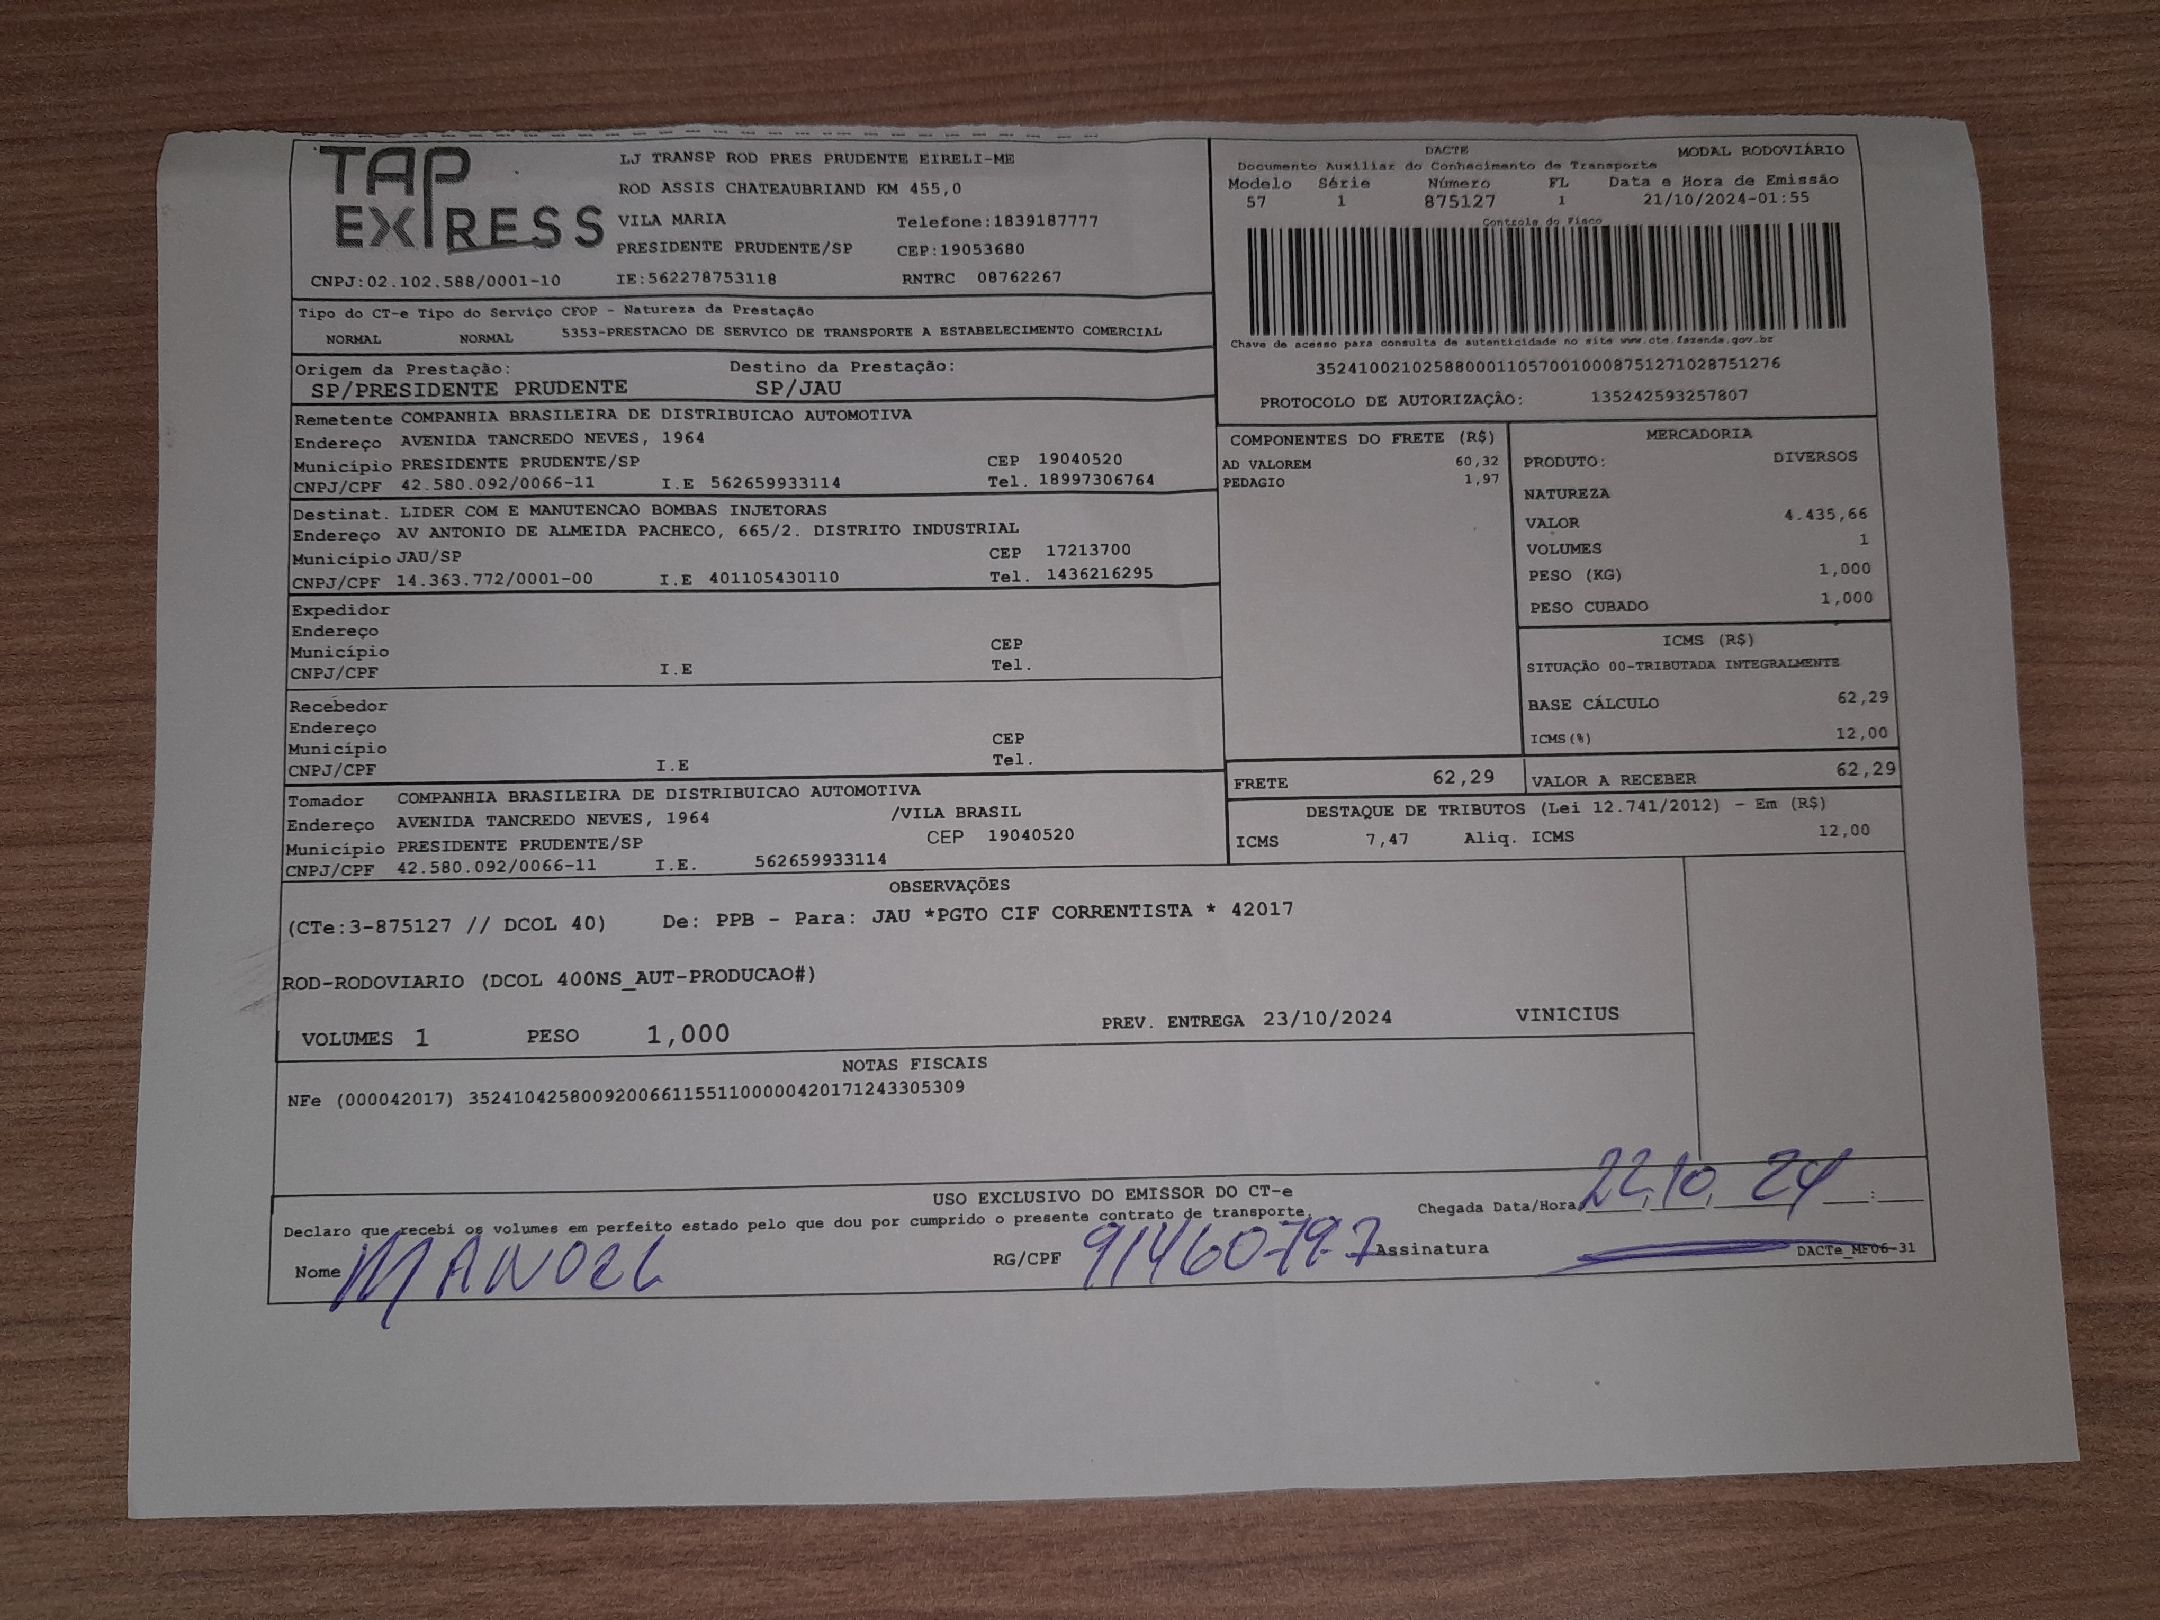 TAP
EXPRESS
LJ TRANSP ROD PRES PRUDENTE EIRELI-ME
ROD ASSIS CHATEAUBRIAND KM 455,0
VILA MARIA Telefone:1839187777
PRESIDENTE PRUDENTE/SP CEP:19053680
CNPJ:02.102.588/0001-10 IE:562278753118 RNTRC 08762267
DACTE MODAL RODOVIÁRIO
Documento Auxiliar do Conhecimento de Transporte
Modelo Série Número FL Data e Hora de Emissão
57 1 875127 1 21/10/2024-01:55
Controle do Fisco
Chave de acesso para consulta de autenticidade no site www.cte.fazenda.gov.br
35241002102588000110570010008751271028751276
PROTOCOLO DE AUTORIZAÇÃO: 135242593257807
Tipo do CT-e Tipo do Serviço CFOP - Natureza da Prestação
NORMAL NORMAL 5353-PRESTACAO DE SERVICO DE TRANSPORTE A ESTABELECIMENTO COMERCIAL
Origem da Prestação: Destino da Prestação:
SP/PRESIDENTE PRUDENTE SP/JAU
Remetente COMPANHIA BRASILEIRA DE DISTRIBUICAO AUTOMOTIVA
Endereço AVENIDA TANCREDO NEVES, 1964
Município PRESIDENTE PRUDENTE/SP CEP 19040520
CNPJ/CPF 42.580.092/0066-11 I.E 562659933114 Tel. 18997306764
Destinat. LIDER COM E MANUTENCAO BOMBAS INJETORAS
Endereço AV ANTONIO DE ALMEIDA PACHECO, 665/2. DISTRITO INDUSTRIAL
Município JAU/SP CEP 17213700
CNPJ/CPF 14.363.772/0001-00 I.E 401105430110 Tel. 1436216295
Expedidor
Endereço
Município CEP
CNPJ/CPF I.E Tel.
Recebedor
Endereço
Município CEP
CNPJ/CPF I.E Tel.
Tomador COMPANHIA BRASILEIRA DE DISTRIBUICAO AUTOMOTIVA
Endereço AVENIDA TANCREDO NEVES, 1964 /VILA BRASIL
Município PRESIDENTE PRUDENTE/SP CEP 19040520
CNPJ/CPF 42.580.092/0066-11 I.E. 562659933114
COMPONENTES DO FRETE (R$)
AD VALOREM 60,32
PEDAGIO 1,97
MERCADORIA
PRODUTO: DIVERSOS
NATUREZA
VALOR 4.435,66
VOLUMES 1
PESO (KG) 1,000
PESO CUBADO 1,000
ICMS (R$)
SITUAÇÃO 00-TRIBUTADA INTEGRALMENTE
BASE CÁLCULO 62,29
ICMS(%) 12,00
FRETE 62,29 VALOR A RECEBER 62,29
DESTAQUE DE TRIBUTOS (Lei 12.741/2012) - Em (R$)
ICMS 7,47 Aliq. ICMS 12,00
OBSERVAÇÕES
(CTe:3-875127 // DCOL 40) De: PPB - Para: JAU *PGTO CIF CORRENTISTA * 42017
ROD-RODOVIARIO (DCOL 400NS_AUT-PRODUCAO#)
VOLUMES 1 PESO 1,000 PREV. ENTREGA 23/10/2024 VINICIUS
NOTAS FISCAIS
NFe (000042017) 35241042580092006611551100000420171243305309
USO EXCLUSIVO DO EMISSOR DO CT-e
Declaro que recebi os volumes em perfeito estado pelo que dou por cumprido o presente contrato de transporte. Chegada Data/Hora 22,10, 24 :
Nome MANOEL RG/CPF 9146079-7 Assinatura DACTe_MF06-31